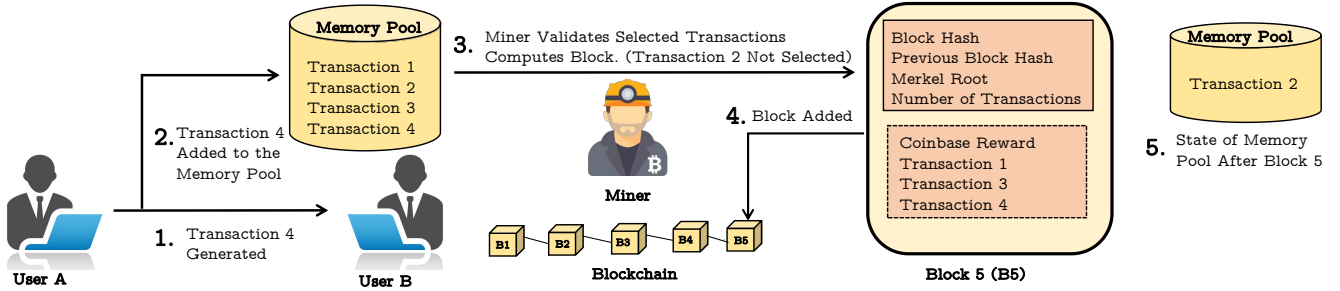 Memory Pool
Transaction 1
Transaction 2
Transaction 3
Transaction 4
2. Transaction 4
Added to the
Memory Pool
1. Transaction 4
Generated
User A
User B
3. Miner Validates Selected Transactions
Computes Block. (Transaction 2 Not Selected)
Miner
4. Block Added
B1
B2
B3
B4
B5
Blockchain
Block Hash
Previous Block Hash
Merkel Root
Number of Transactions
Coinbase Reward
Transaction 1
Transaction 3
Transaction 4
Block 5 (B5)
Memory Pool
Transaction 2
5. State of Memory
Pool After Block 5